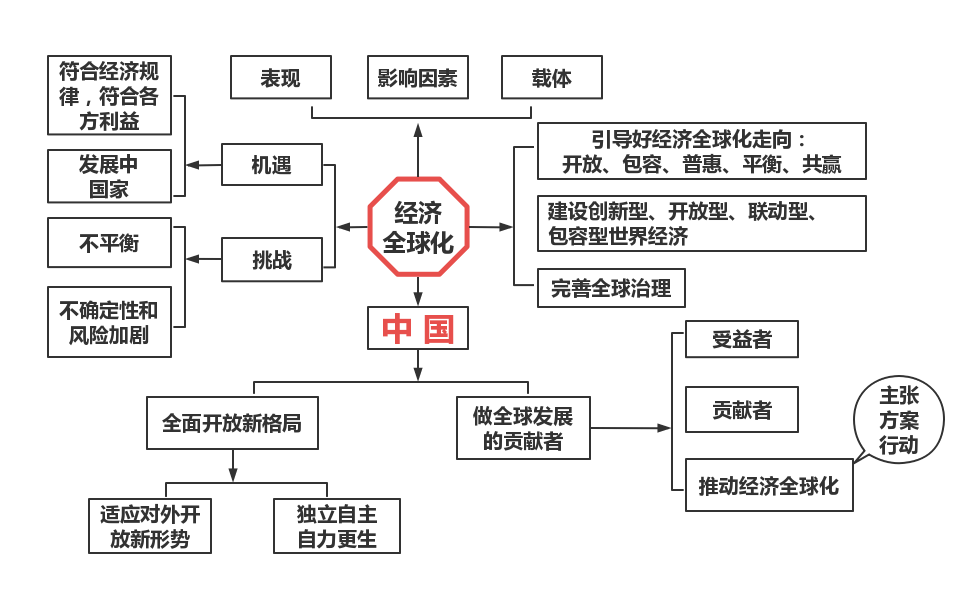 表现
影响因素
载体
符合经济规
律，符合各
方利益
发展中
国家
机遇
不平衡
挑战
不确定性和
风险加剧
经济
全球化
引导好经济全球化走向：
开放、包容、普惠、平衡、共赢
建设创新型、开放型、联动型、
包容型世界经济
完善全球治理
中国
全面开放新格局
做全球发展
的贡献者
适应对外开
放新形势
独立自主
自力更生
受益者
贡献者
推动经济全球化
主张
方案
行动